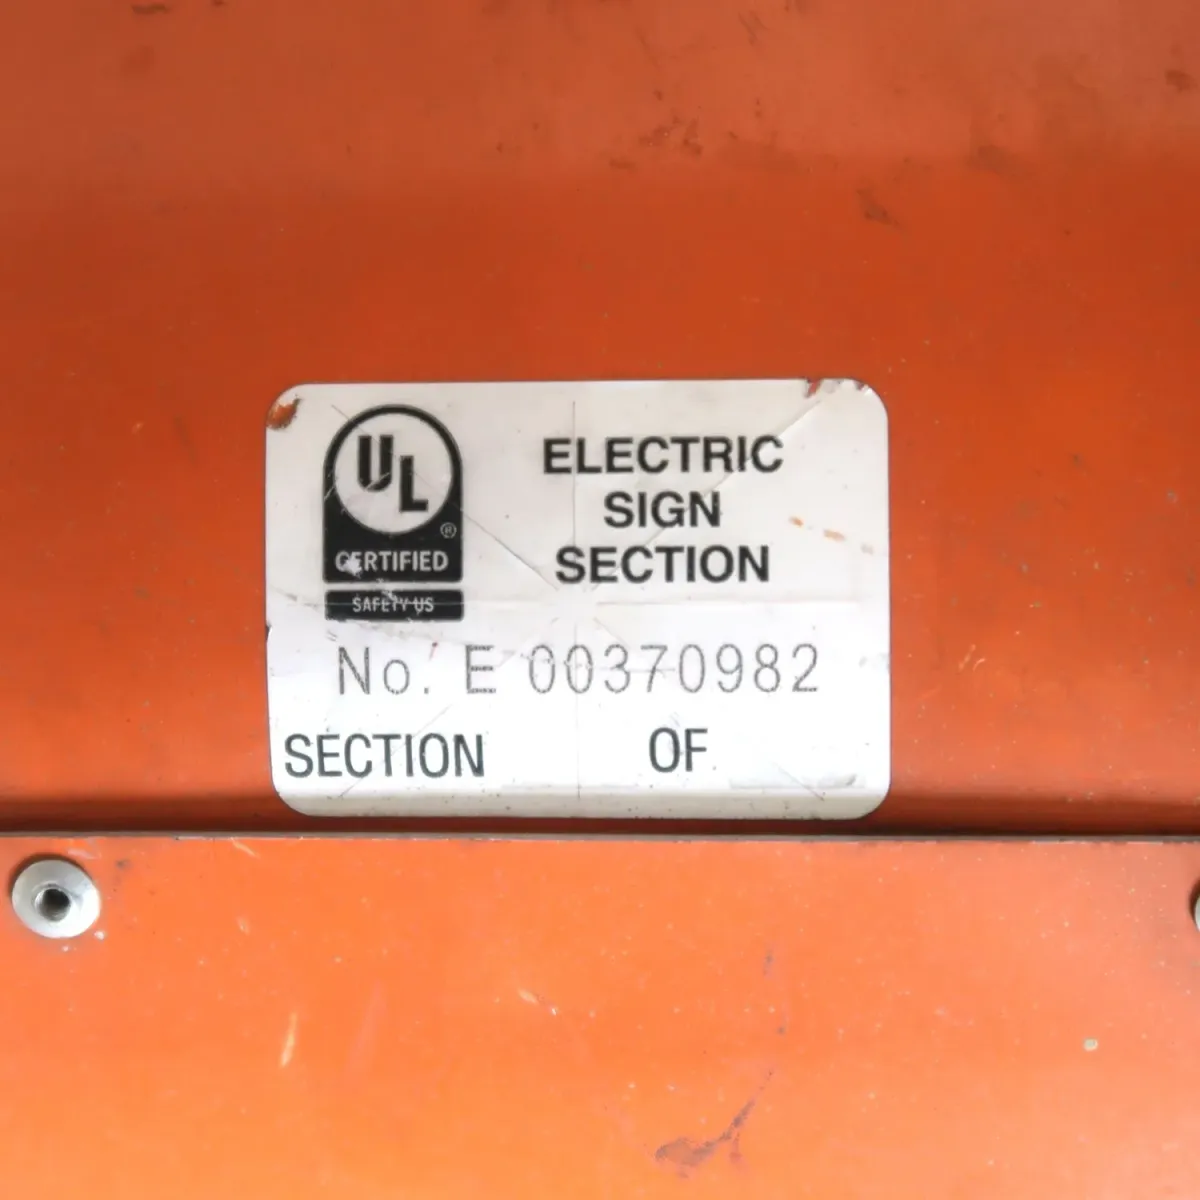 UL
®
CERTIFIED
SAFETY US
ELECTRIC
SIGN
SECTION
No. E 00370982
SECTION OF